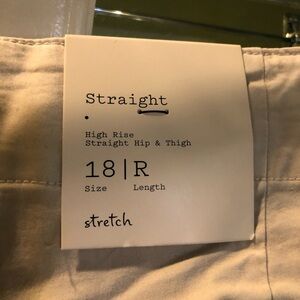 Straight
High Rise
Straight Hip & Thigh
18 | R
Size Length
stretch